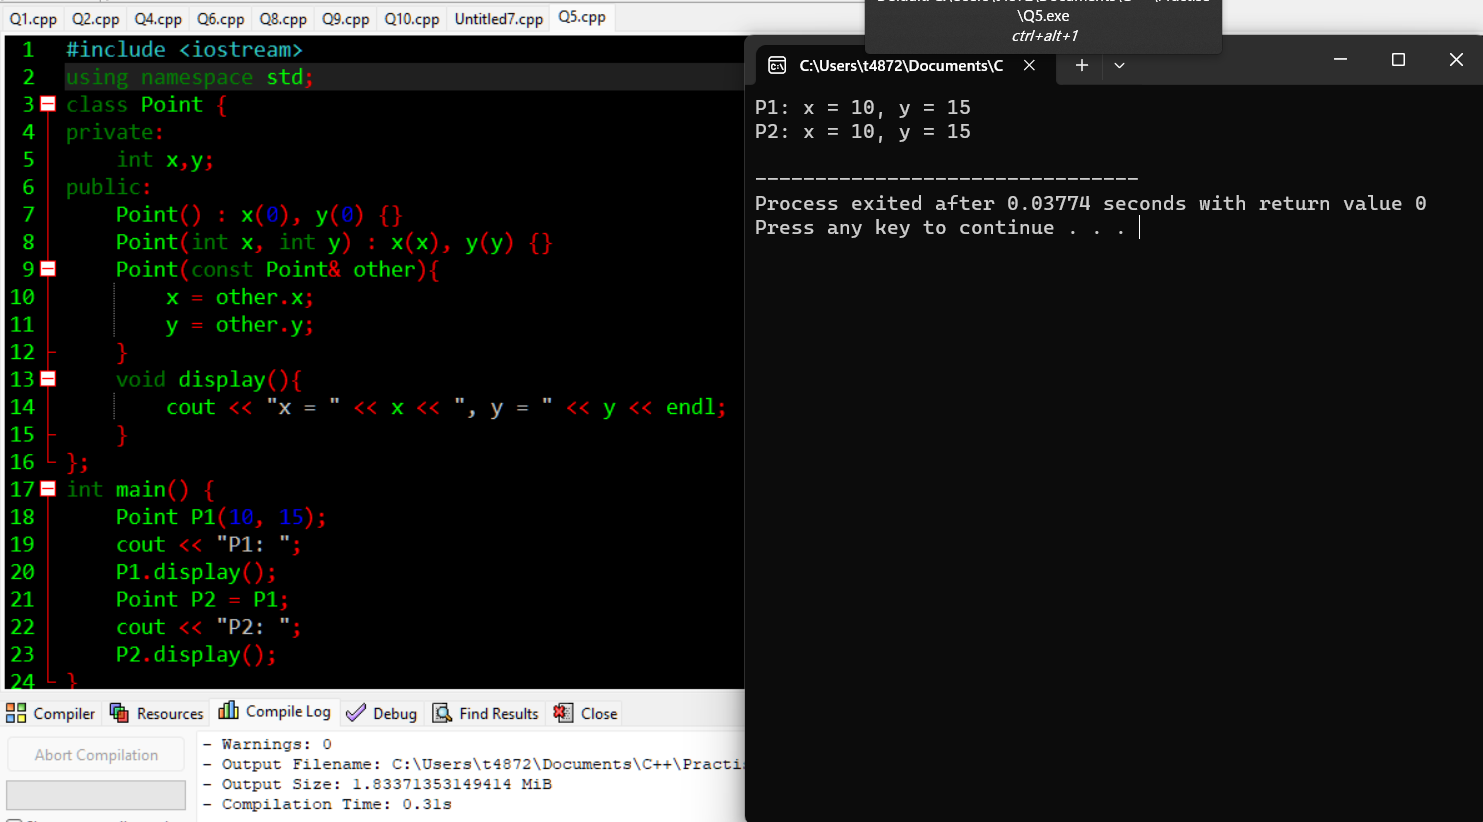 Q1.cpp Q2.cpp Q4.cpp Q6.cpp Q8.cpp Q9.cpp Q10.cpp Untitled7.cpp Q5.cpp
1 #include <iostream>
2 using namespace std;
3 class Point {
4 private:
5     int x,y;
6 public:
7     Point() : x(0), y(0) {}
8     Point(int x, int y) : x(x), y(y) {}
9     Point(const Point& other){
10         x = other.x;
11         y = other.y;
12     }
13     void display(){
14         cout << "x = " << x << ", y = " << y << endl;
15     }
16 };
17 int main() {
18     Point P1(10, 15);
19     cout << "P1: ";
20     P1.display();
21     Point P2 = P1;
22     cout << "P2: ";
23     P2.display();
24 }
Compiler Resources Compile Log Debug Find Results Close
Abort Compilation
- Warnings: 0
- Output Filename: C:\Users\t4872\Documents\C++\Practis
- Output Size: 1.83371353149414 MiB
- Compilation Time: 0.31s
\Q5.exe
ctrl+alt+1
C:\Users\t4872\Documents\C
P1: x = 10, y = 15
P2: x = 10, y = 15
--------------------------------
Process exited after 0.03774 seconds with return value 0
Press any key to continue . . .